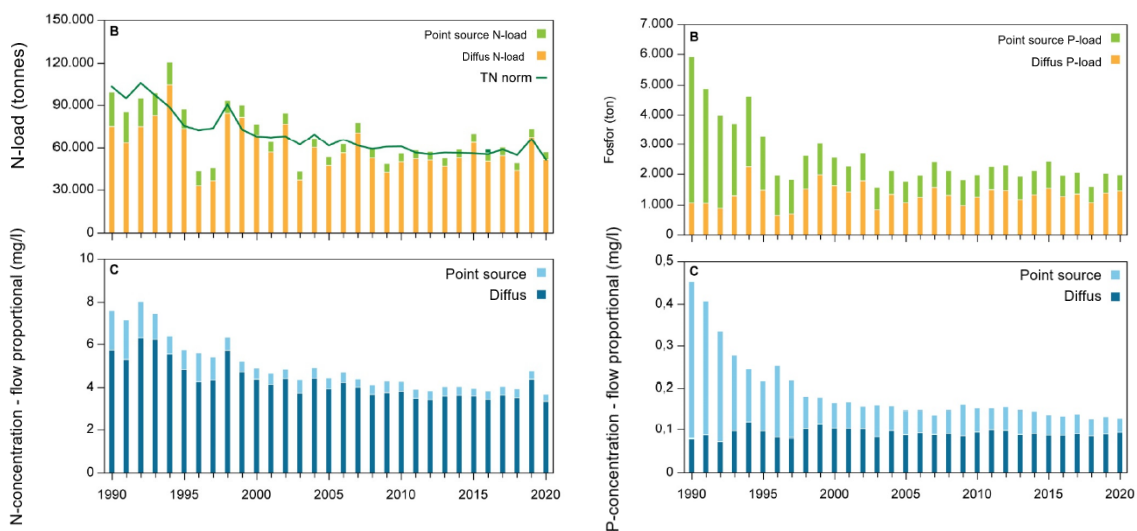 N-load (tonnes)
150.000
120.000
90.000
60.000
30.000
0
B
Point source N-load
Diffus N-load
TN norm
N-concentration - flow proportional (mg/l)
10
8
6
4
2
0
C
Point source
Diffus
1990 1995 2000 2005 2010 2015 2020
Fosfor (ton)
7.000
6.000
5.000
4.000
3.000
2.000
1.000
0.000
B
Point source P-load
Diffus P-load
P-concentration - flow proportional (mg/l)
0,5
0,4
0,3
0,2
0,1
0
C
Point source
Diffus
1990 1995 2000 2005 2010 2015 2020